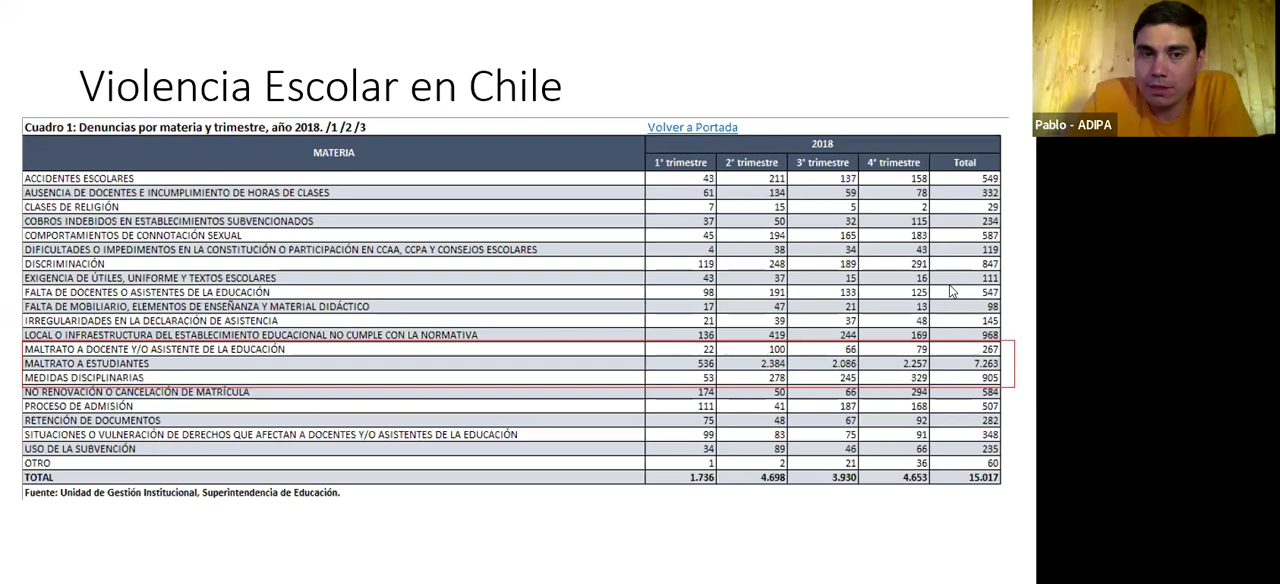 Violencia Escolar en Chile
Pablo - ADIPA
Cuadro 1: Denuncias por materia y trimestre, año 2018. /1 /2 /3 Volver a Portada
MATERIA 2018
1° trimestre 2° trimestre 3° trimestre 4° trimestre Total
ACCIDENTES ESCOLARES 43 211 137 158 549
AUSENCIA DE DOCENTES E INCUMPLIMIENTO DE HORAS DE CLASES 61 134 59 78 332
CLASES DE RELIGIÓN 7 15 5 2 29
COBROS INDEBIDOS EN ESTABLECIMIENTOS SUBVENCIONADOS 37 50 32 115 234
COMPORTAMIENTOS DE CONNOTACIÓN SEXUAL 45 194 165 183 587
DIFICULTADES O IMPEDIMENTOS EN LA CONSTITUCIÓN O PARTICIPACIÓN EN CCAA, CCPA Y CONSEJOS ESCOLARES 4 38 34 43 119
DISCRIMINACIÓN 119 248 189 291 847
EXIGENCIA DE ÚTILES, UNIFORME Y TEXTOS ESCOLARES 43 37 15 16 111
FALTA DE DOCENTES O ASISTENTES DE LA EDUCACIÓN 98 191 133 125 547
FALTA DE MOBILIARIO, ELEMENTOS DE ENSEÑANZA Y MATERIAL DIDÁCTICO 17 47 21 13 98
IRREGULARIDADES EN LA DECLARACIÓN DE ASISTENCIA 21 39 37 48 145
LOCAL O INFRAESTRUCTURA DEL ESTABLECIMIENTO EDUCACIONAL NO CUMPLE CON LA NORMATIVA 136 419 244 169 968
MALTRATO A DOCENTE Y/O ASISTENTE DE LA EDUCACIÓN 22 100 66 79 267
MALTRATO A ESTUDIANTES 536 2.384 2.086 2.257 7.263
MEDIDAS DISCIPLINARIAS 53 278 245 329 905
NO RENOVACIÓN O CANCELACIÓN DE MATRÍCULA 174 50 66 294 584
PROCESO DE ADMISIÓN 111 41 187 168 507
RETENCIÓN DE DOCUMENTOS 75 48 67 92 282
SITUACIONES O VULNERACIÓN DE DERECHOS QUE AFECTAN A DOCENTES Y/O ASISTENTES DE LA EDUCACIÓN 99 83 75 91 348
USO DE LA SUBVENCIÓN 34 89 46 66 235
OTRO 1 2 21 36 60
TOTAL 1.736 4.698 3.930 4.653 15.017
Fuente: Unidad de Gestión Institucional, Superintendencia de Educación.